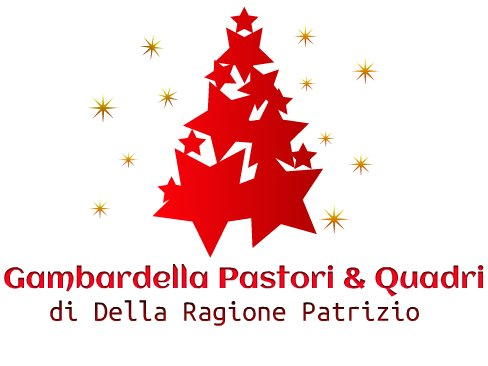 Gambardella Pastori & Quadri
di Della Ragione Patrizio